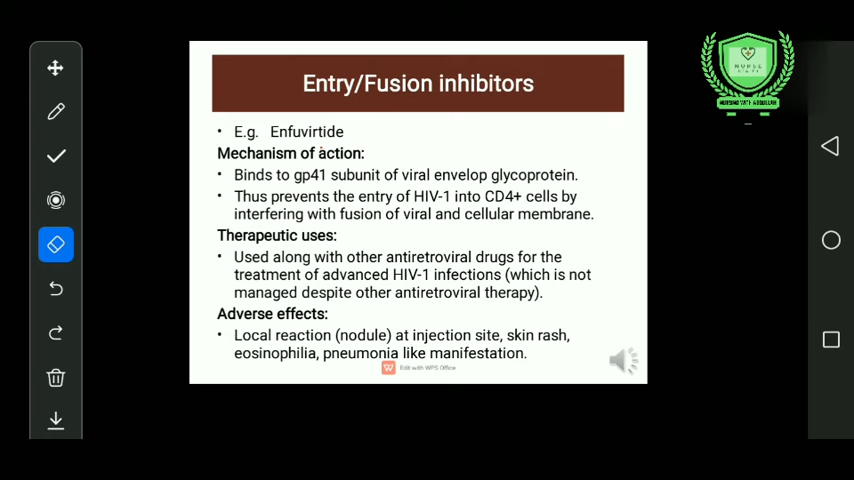 Entry/Fusion inhibitors
NURSE
• E.g. Enfuvirtide
NURSING WITH ABDULLAH
Mechanism of action:
• Binds to gp41 subunit of viral envelop glycoprotein.
• Thus prevents the entry of HIV-1 into CD4+ cells by
interfering with fusion of viral and cellular membrane.
Therapeutic uses:
• Used along with other antiretroviral drugs for the
treatment of advanced HIV-1 infections (which is not
managed despite other antiretroviral therapy).
Adverse effects:
• Local reaction (nodule) at injection site, skin rash,
eosinophilia, pneumonia like manifestation.
Edit with WPS Office